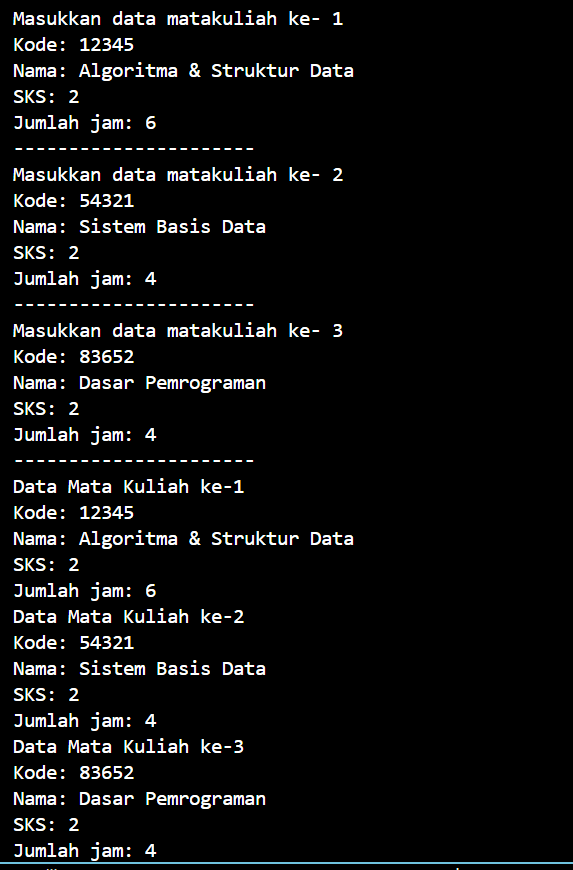 Masukkan data matakuliah ke- 1
Kode: 12345
Nama: Algoritma & Struktur Data
SKS: 2
Jumlah jam: 6
----------------------
Masukkan data matakuliah ke- 2
Kode: 54321
Nama: Sistem Basis Data
SKS: 2
Jumlah jam: 4
----------------------
Masukkan data matakuliah ke- 3
Kode: 83652
Nama: Dasar Pemrograman
SKS: 2
Jumlah jam: 4
----------------------
Data Mata Kuliah ke-1
Kode: 12345
Nama: Algoritma & Struktur Data
SKS: 2
Jumlah jam: 6
Data Mata Kuliah ke-2
Kode: 54321
Nama: Sistem Basis Data
SKS: 2
Jumlah jam: 4
Data Mata Kuliah ke-3
Kode: 83652
Nama: Dasar Pemrograman
SKS: 2
Jumlah jam: 4